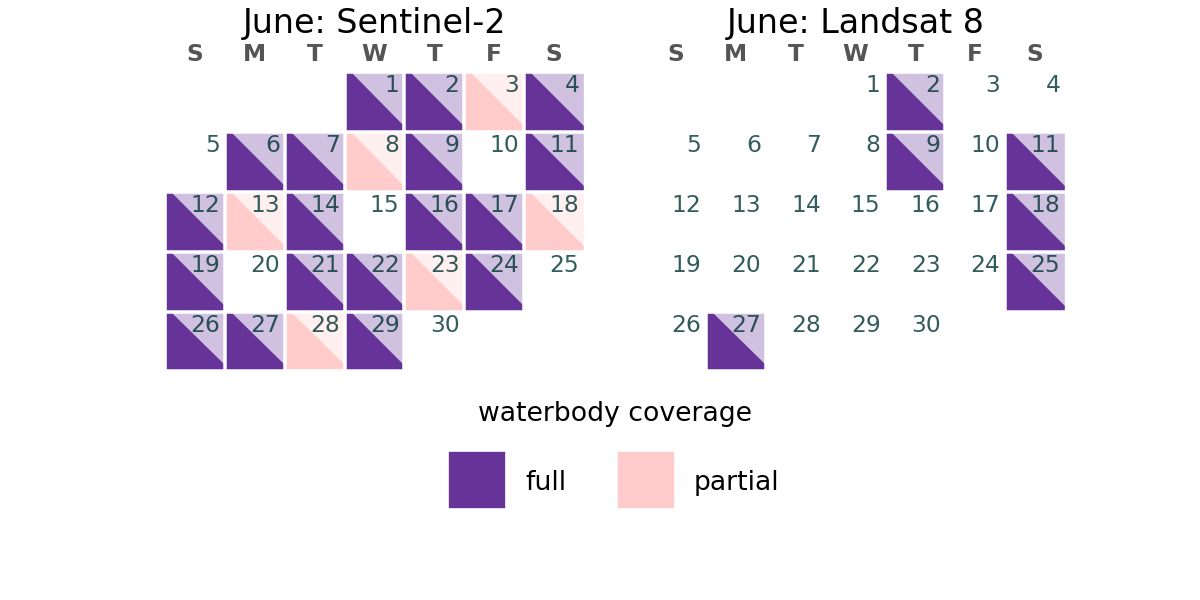 June: Sentinel-2
S M T W T F S
1 2 3 4
5 6 7 8 9 10 11
12 13 14 15 16 17 18
19 20 21 22 23 24 25
26 27 28 29 30
June: Landsat 8
S M T W T F S
1 2 3 4
5 6 7 8 9 10 11
12 13 14 15 16 17 18
19 20 21 22 23 24 25
26 27 28 29 30
waterbody coverage
full partial